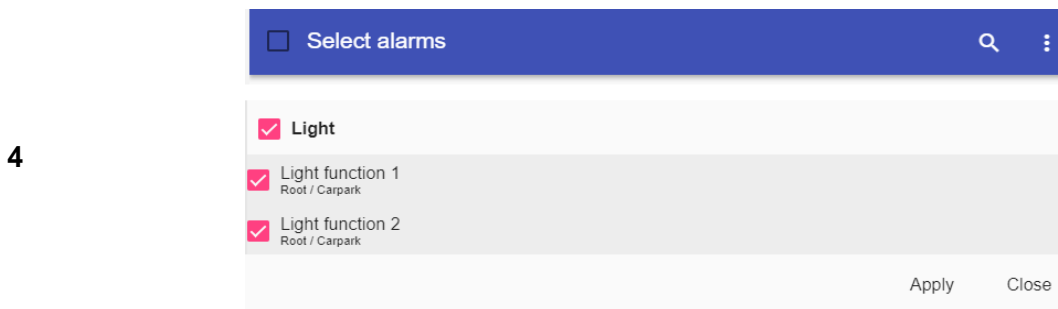 Select alarms
4
Light
Light function 1
Root / Carpark
Light function 2
Root / Carpark
Apply Close